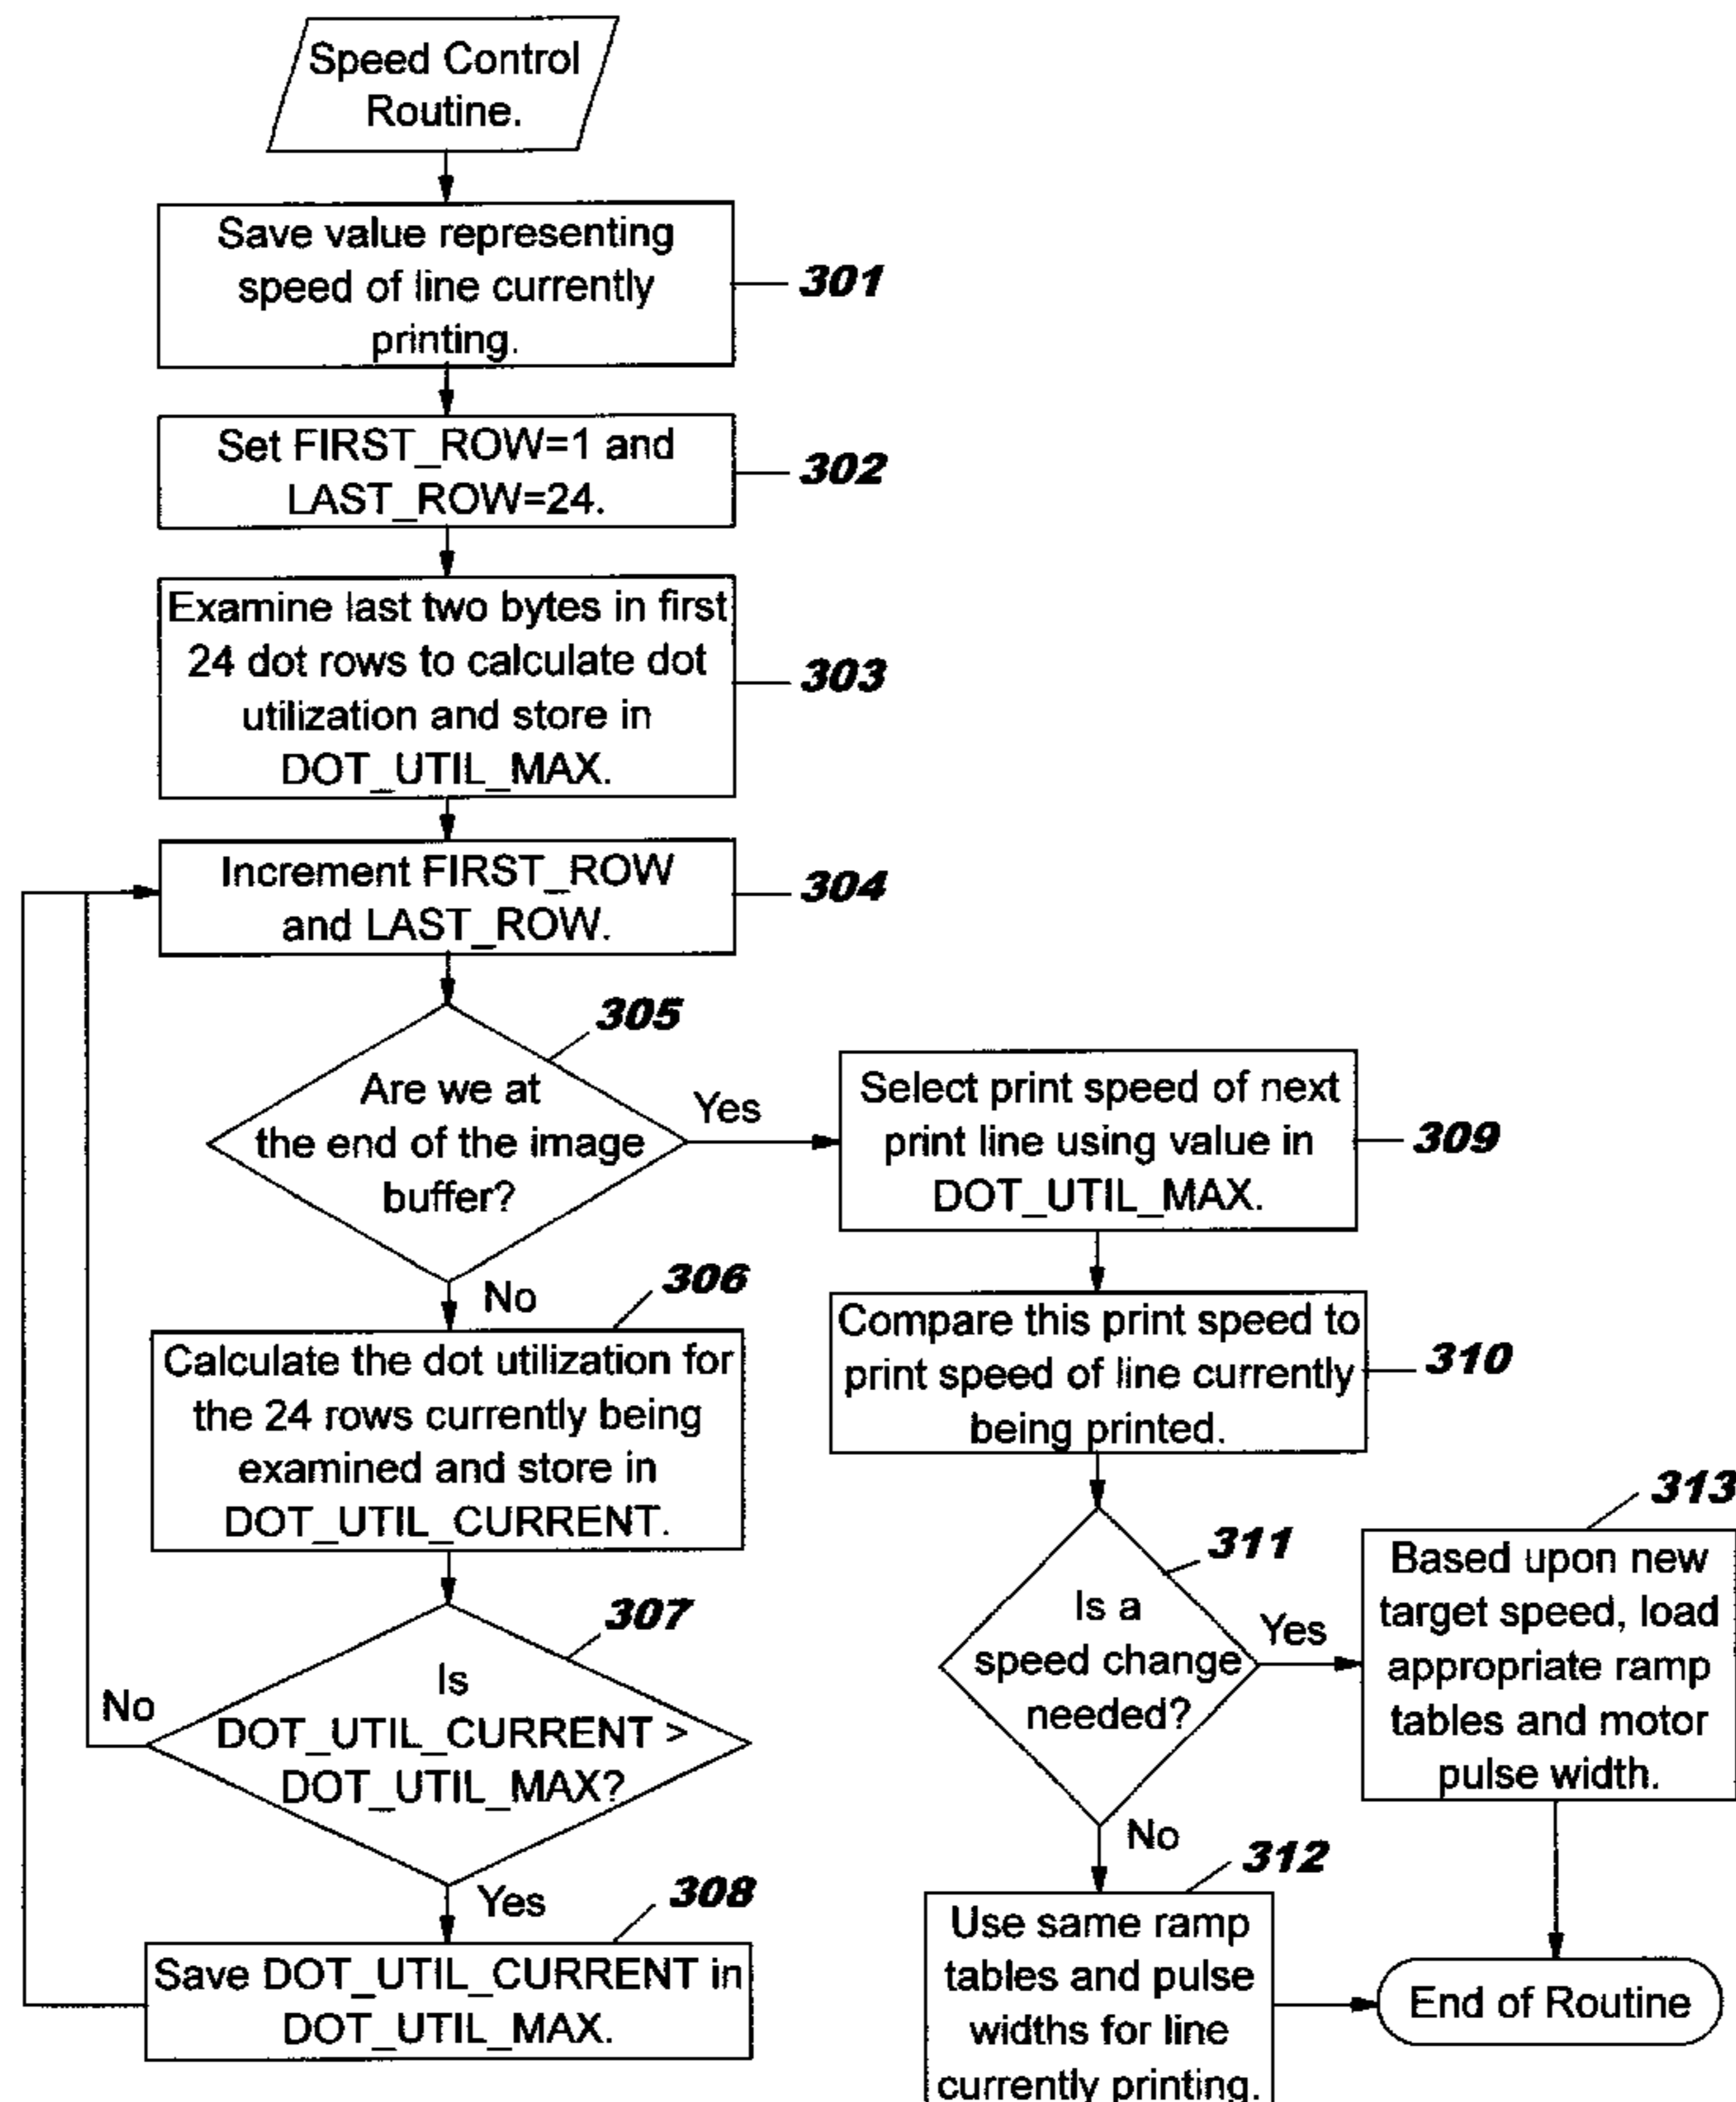 Speed Control
Routine.
Save value representing
speed of line currently
printing.
301
Set FIRST_ROW=1 and
LAST_ROW=24.
302
Examine last two bytes in first
24 dot rows to calculate dot
utilization and store in
DOT_UTIL_MAX.
303
Increment FIRST_ROW
and LAST_ROW.
304
305
Are we at
the end of the image
buffer?
Yes
No
306
Calculate the dot utilization for
the 24 rows currently being
examined and store in
DOT_UTIL_CURRENT.
307
Is
DOT_UTIL_CURRENT >
DOT_UTIL_MAX?
No
Yes
308
Save DOT_UTIL_CURRENT in
DOT_UTIL_MAX.
Select print speed of next
print line using value in
DOT_UTIL_MAX.
309
Compare this print speed to
print speed of line currently
being printed.
310
311
Is a
speed change
needed?
Yes
No
313
Based upon new
target speed, load
appropriate ramp
tables and motor
pulse width.
312
Use same ramp
tables and pulse
widths for line
currently printing.
End of Routine